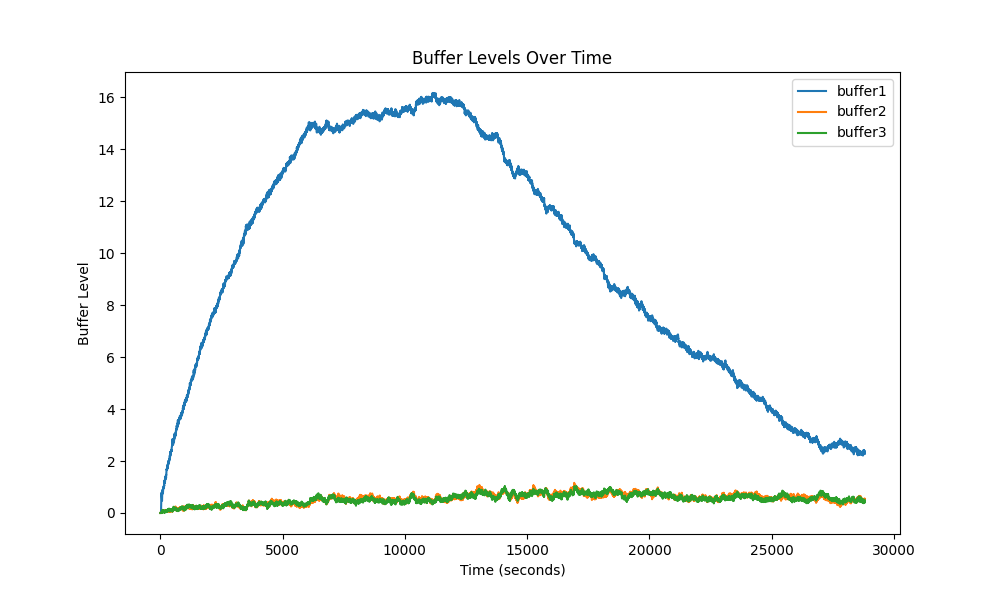 Buffer Levels Over Time
buffer1
buffer2
buffer3
Buffer Level
16
14
12
10
8
6
4
2
0
0 5000 10000 15000 20000 25000 30000
Time (seconds)